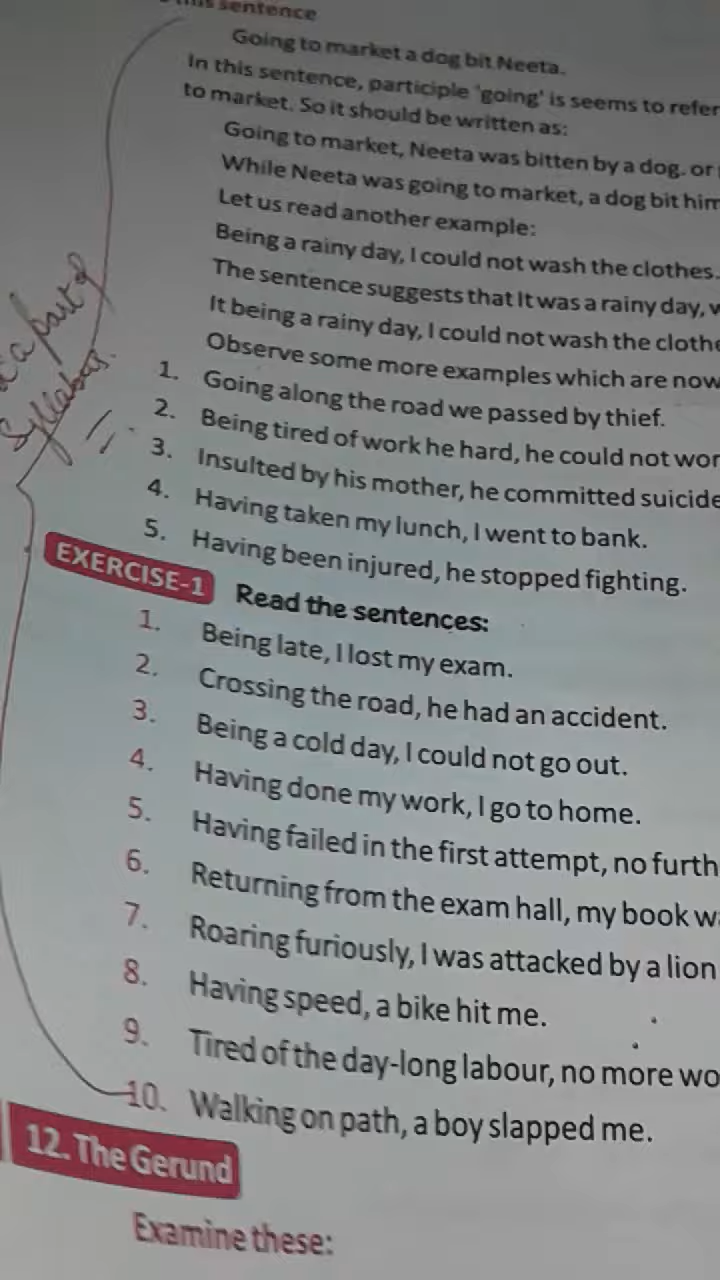 this sentence
Going to market a dog bit Neeta.
In this sentence, participle 'going' is seems to refer
to market. So it should be written as:
Going to market, Neeta was bitten by a dog. or
While Neeta was going to market, a dog bit him
Let us read another example:
Being a rainy day, I could not wash the clothes.
The sentence suggests that It was a rainy day,
It being a rainy day, I could not wash the
Observe some more examples which are now
1. Going along the road we passed by thief.
2. Being tired of work he hard, he could not
3. Insulted by his mother, he committed suicide
4. Having taken my lunch, I went to bank.
5. Having been injured, he stopped fighting.
a part of
Syllabus.
EXERCISE-1 Read the sentences:
1. Being late, I lost my exam.
2. Crossing the road, he had an accident.
3. Being a cold day, I could not go out.
4. Having done my work, I go to home.
5. Having failed in the first attempt, no
6. Returning from the exam hall, my book
7. Roaring furiously, I was attacked by a lion
8. Having speed, a bike hit me.
9. Tired of the day-long labour, no more
10. Walking on path, a boy slapped me.
12. The Gerund
Examine these: